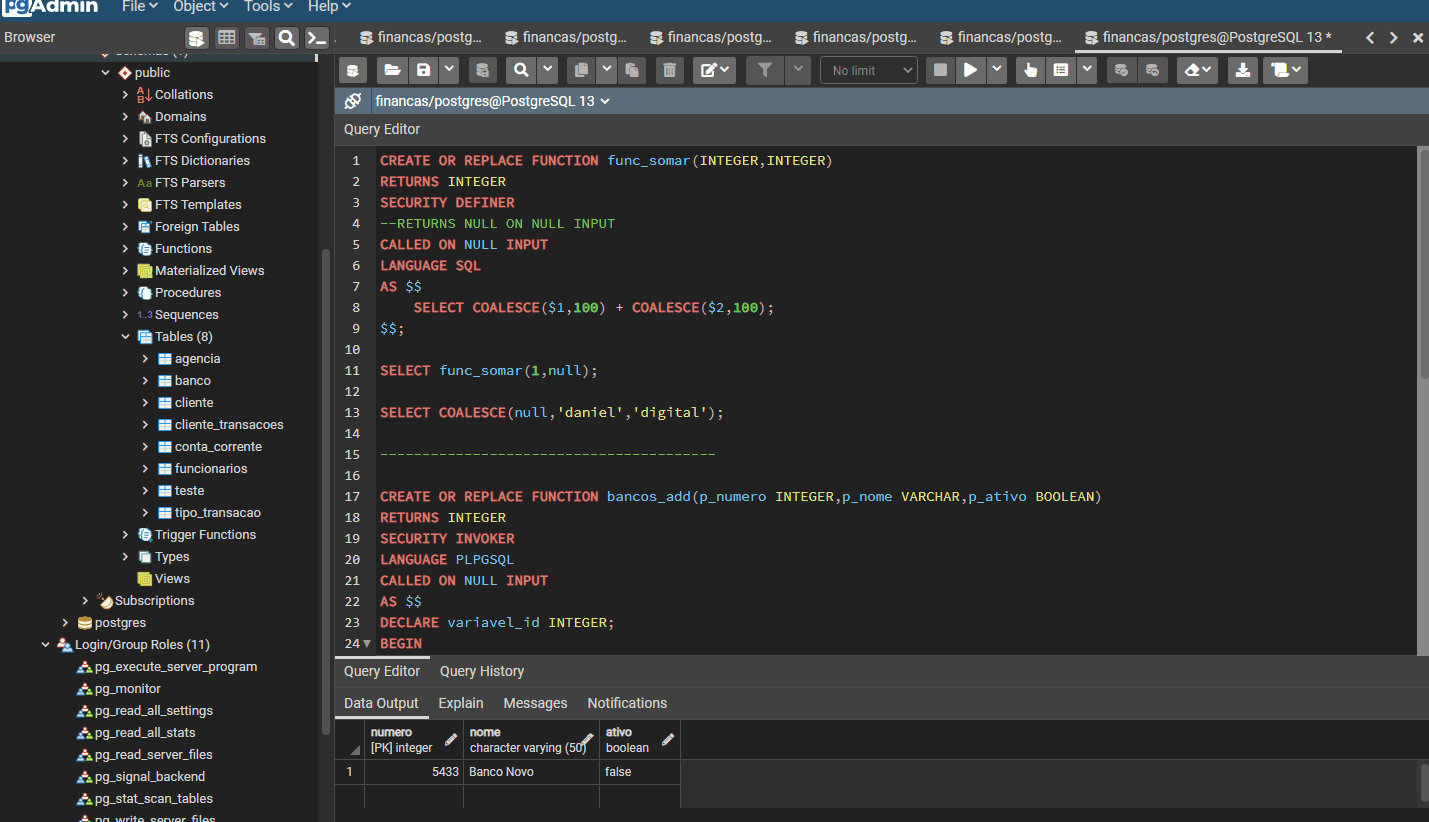 pgAdmin File Object Tools Help
Browser
financas/postg... financas/postg... financas/postg... financas/postg... financas/postg... financas/postgres@PostgreSQL 13 *
No limit
financas/postgres@PostgreSQL 13
Query Editor
Schemas (1)
public
Collations
Domains
FTS Configurations
FTS Dictionaries
Aa FTS Parsers
FTS Templates
Foreign Tables
Functions
Materialized Views
Procedures
1..3 Sequences
Tables (8)
agencia
banco
cliente
cliente_transacoes
conta_corrente
funcionarios
teste
tipo_transacao
Trigger Functions
Types
Views
Subscriptions
postgres
Login/Group Roles (11)
pg_execute_server_program
pg_monitor
pg_read_all_settings
pg_read_all_stats
pg_read_server_files
pg_signal_backend
pg_stat_scan_tables
pg_write_server_files
1 CREATE OR REPLACE FUNCTION func_somar(INTEGER,INTEGER)
2 RETURNS INTEGER
3 SECURITY DEFINER
4 --RETURNS NULL ON NULL INPUT
5 CALLED ON NULL INPUT
6 LANGUAGE SQL
7 AS $$
8 SELECT COALESCE($1,100) + COALESCE($2,100);
9 $$;
10
11 SELECT func_somar(1,null);
12
13 SELECT COALESCE(null,'daniel','digital');
14
15 ----------------------------------------
16
17 CREATE OR REPLACE FUNCTION bancos_add(p_numero INTEGER,p_nome VARCHAR,p_ativo BOOLEAN)
18 RETURNS INTEGER
19 SECURITY INVOKER
20 LANGUAGE PLPGSQL
21 CALLED ON NULL INPUT
22 AS $$
23 DECLARE variavel_id INTEGER;
24 BEGIN
Query Editor Query History
Data Output Explain Messages Notifications
numero nome ativo
[PK] integer character varying (50) boolean
1 5433 Banco Novo false